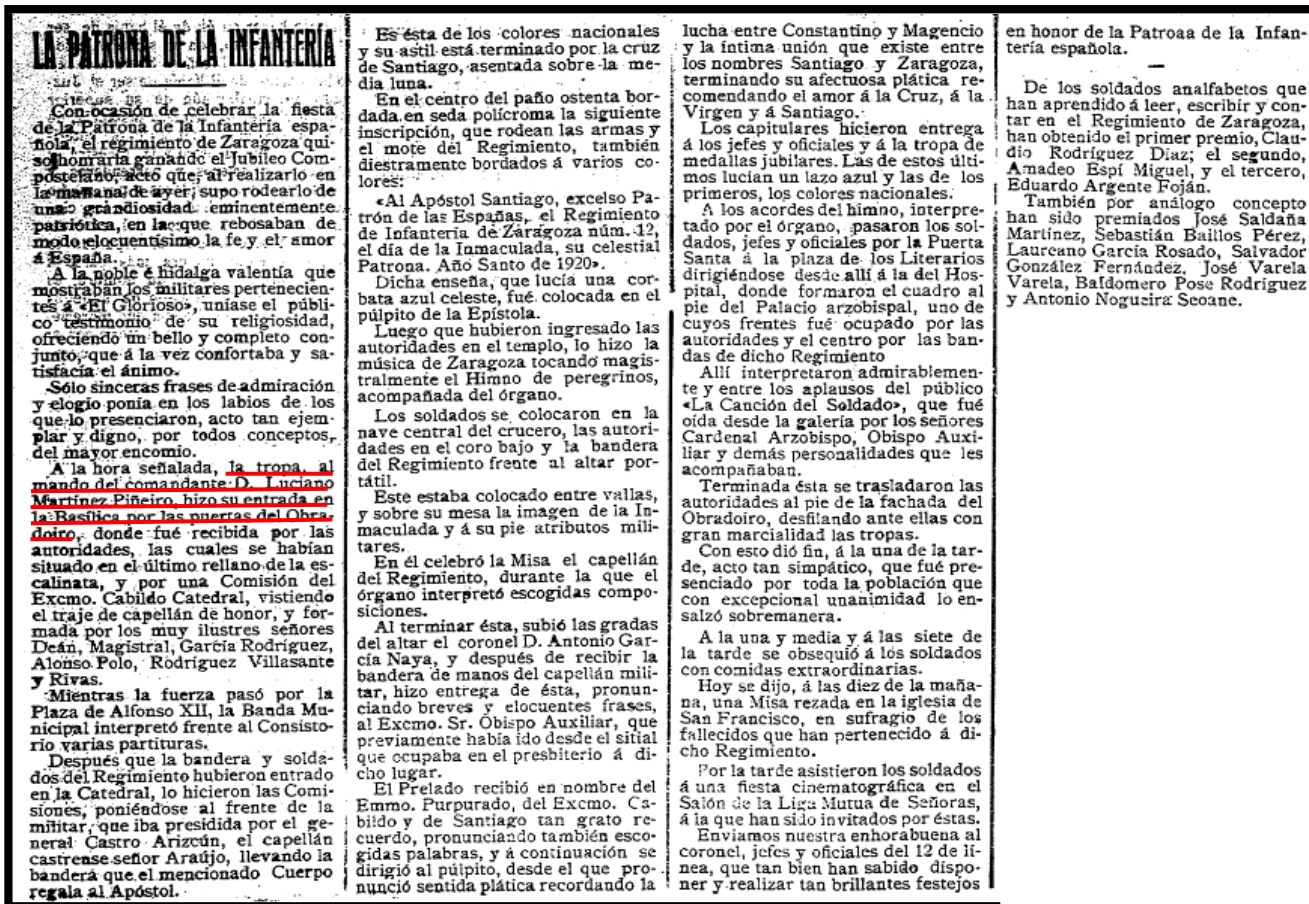 LA PATRONA DE LA INFANTERÍA
Con ocasión de celebrar la fiesta
de la Patrona de la Infantería espa-
ñola, el regimiento de Zaragoza qui-
so honrarla ganando el Jubileo Com-
postelano, acto que, al realizarlo en
la mañana de ayer, supo rodearlo de
una grandiosidad eminentemente
patriótica, en la que rebosaban de
modo elocuentísimo la fe y el amor
á España.
A la noble é hidalga valentía que
mostraban los militares pertenecien-
tes á «El Glorioso», uníase el públi-
co testimonio de su religiosidad,
ofreciendo un bello y completo con-
junto, que á la vez confortaba y sa-
tisfacía el ánimo.
Sólo sinceras frases de admiración
y elogio ponía en los labios de los
que lo presenciaron, acto tan ejem-
plar y digno, por todos conceptos,
del mayor encomio.
A la hora señalada, la tropa, al
mando del comandante D. Luciano
Martínez Piñeiro, hizo su entrada en
la Basílica por las puertas del Obra-
doiro, donde fué recibida por las
autoridades, las cuales se habían
situado en el último rellano de la es-
calinata, y por una Comisión del
Excmo. Cabildo Catedral, vistiendo
el traje de capellán de honor, y for-
mada por los muy ilustres señores
Deán, Magistral, García Rodríguez,
Alonso Polo, Rodríguez Villasante
y Rivas.
Mientras la fuerza pasó por la
Plaza de Alfonso XII, la Banda Mu-
nicipal interpretó frente al Consisto-
rio varias partituras.
Después que la bandera y solda-
dos del Regimiento hubieron entrado
en la Catedral, lo hicieron las Comi-
siones, poniéndose al frente de la
militar, que iba presidida por el ge-
neral Castro Arizcún, el capellán
castrense señor Araújo, llevando la
bandera que el mencionado Cuerpo
regala al Apóstol.
Es ésta de los colores nacionales
y su astil está terminado por la cruz
de Santiago, asentada sobre la me-
dia luna.
En el centro del paño ostenta bor-
dada en seda polícroma la siguiente
inscripción, que rodean las armas y
el mote del Regimiento, también
diestramente bordados á varios co-
lores:
«Al Apóstol Santiago, excelso Pa-
trón de las Españas, el Regimiento
de Infantería de Zaragoza núm. 12,
el día de la Inmaculada, su celestial
Patrona. Año Santo de 1920».
Dicha enseña, que lucía una cor-
bata azul celeste, fué colocada en el
púlpito de la Epístola.
Luego que hubieron ingresado las
autoridades en el templo, lo hizo la
música de Zaragoza tocando magis-
tralmente el Himno de peregrinos,
acompañada del órgano.
Los soldados se colocaron en la
nave central del crucero, las autori-
dades en el coro bajo y la bandera
del Regimiento frente al altar por-
tátil.
Este estaba colocado entre vallas,
y sobre su mesa la imagen de la In-
maculada y á su pie atributos mili-
tares.
En él celebró la Misa el capellán
del Regimiento, durante la que el
órgano interpretó escogidas compo-
siciones.
Al terminar ésta, subió las gradas
del altar el coronel D. Antonio Gar-
cía Naya, y después de recibir la
bandera de manos del capellán mili-
tar, hizo entrega de ésta, pronun-
ciando breves y elocuentes frases,
al Excmo. Sr. Obispo Auxiliar, que
previamente había ido desde el sitial
que ocupaba en el presbiterio á di-
cho lugar.
El Prelado recibió en nombre del
Emmo. Purpurado, del Excmo. Ca-
bildo y de Santiago tan grato re-
cuerdo, pronunciando también esco-
gidas palabras, y á continuación se
dirigió al púlpito, desde el que pro-
nunció sentida plática recordando la
lucha entre Constantino y Magencio
y la íntima unión que existe entre
los nombres Santiago y Zaragoza,
terminando su afectuosa plática re-
comendando el amor á la Cruz, á la
Virgen y á Santiago.
Los capitulares hicieron entrega
á los jefes y oficiales y á la tropa de
medallas jubilares. Las de estos últi-
mos lucían un lazo azul y las de los
primeros, los colores nacionales.
A los acordes del himno, interpre-
tado por el órgano, pasaron los sol-
dados, jefes y oficiales por la Puerta
Santa á la plaza de los Literarios
dirigiéndose desde allí á la del Hos-
pital, donde formaron el cuadro al
pie del Palacio arzobispal, uno de
cuyos frentes fué ocupado por las
autoridades y el centro por las ban-
das de dicho Regimiento
Allí interpretaron admirablemen-
te y entre los aplausos del público
«La Canción del Soldado», que fué
oída desde la galería por los señores
Cardenal Arzobispo, Obispo Auxi-
liar y demás personalidades que les
acompañaban.
Terminada ésta se trasladaron las
autoridades al pie de la fachada del
Obradoiro, desfilando ante ellas con
gran marcialidad las tropas.
Con esto dió fin, á la una de la tar-
de, acto tan simpático, que fué pre-
senciado por toda la población que
con excepcional unanimidad lo en-
salzó sobremanera.
A la una y media y á las siete de
la tarde se obsequió á los soldados
con comidas extraordinarias.
Hoy se dijo, á las diez de la maña-
na, una Misa rezada en la iglesia de
San Francisco, en sufragio de los
fallecidos que han pertenecido á di-
cho Regimiento.
Por la tarde asistieron los soldados
á una fiesta cinematográfica en el
Salón de la Liga Mutua de Señoras,
á la que han sido invitados por éstas.
Enviamos nuestra enhorabuena al
coronel, jefes y oficiales del 12 de lí-
nea, que tan bien han sabido dispo-
ner y realizar tan brillantes festejos
en honor de la Patrona de la Infan-
tería española.
De los soldados analfabetos que
han aprendido á leer, escribir y con-
tar en el Regimiento de Zaragoza,
han obtenido el primer premio, Clau-
dio Rodríguez Díaz; el segundo,
Amadeo Espí Miguel, y el tercero,
Eduardo Argente Foján.
También por análogo concepto
han sido premiados José Saldaña
Martínez, Sebastián Baillos Pérez,
Laureano García Rosado, Salvador
González Fernández, José Varela
Varela, Baldomero Pose Rodríguez
y Antonio Nogueira Seoane.